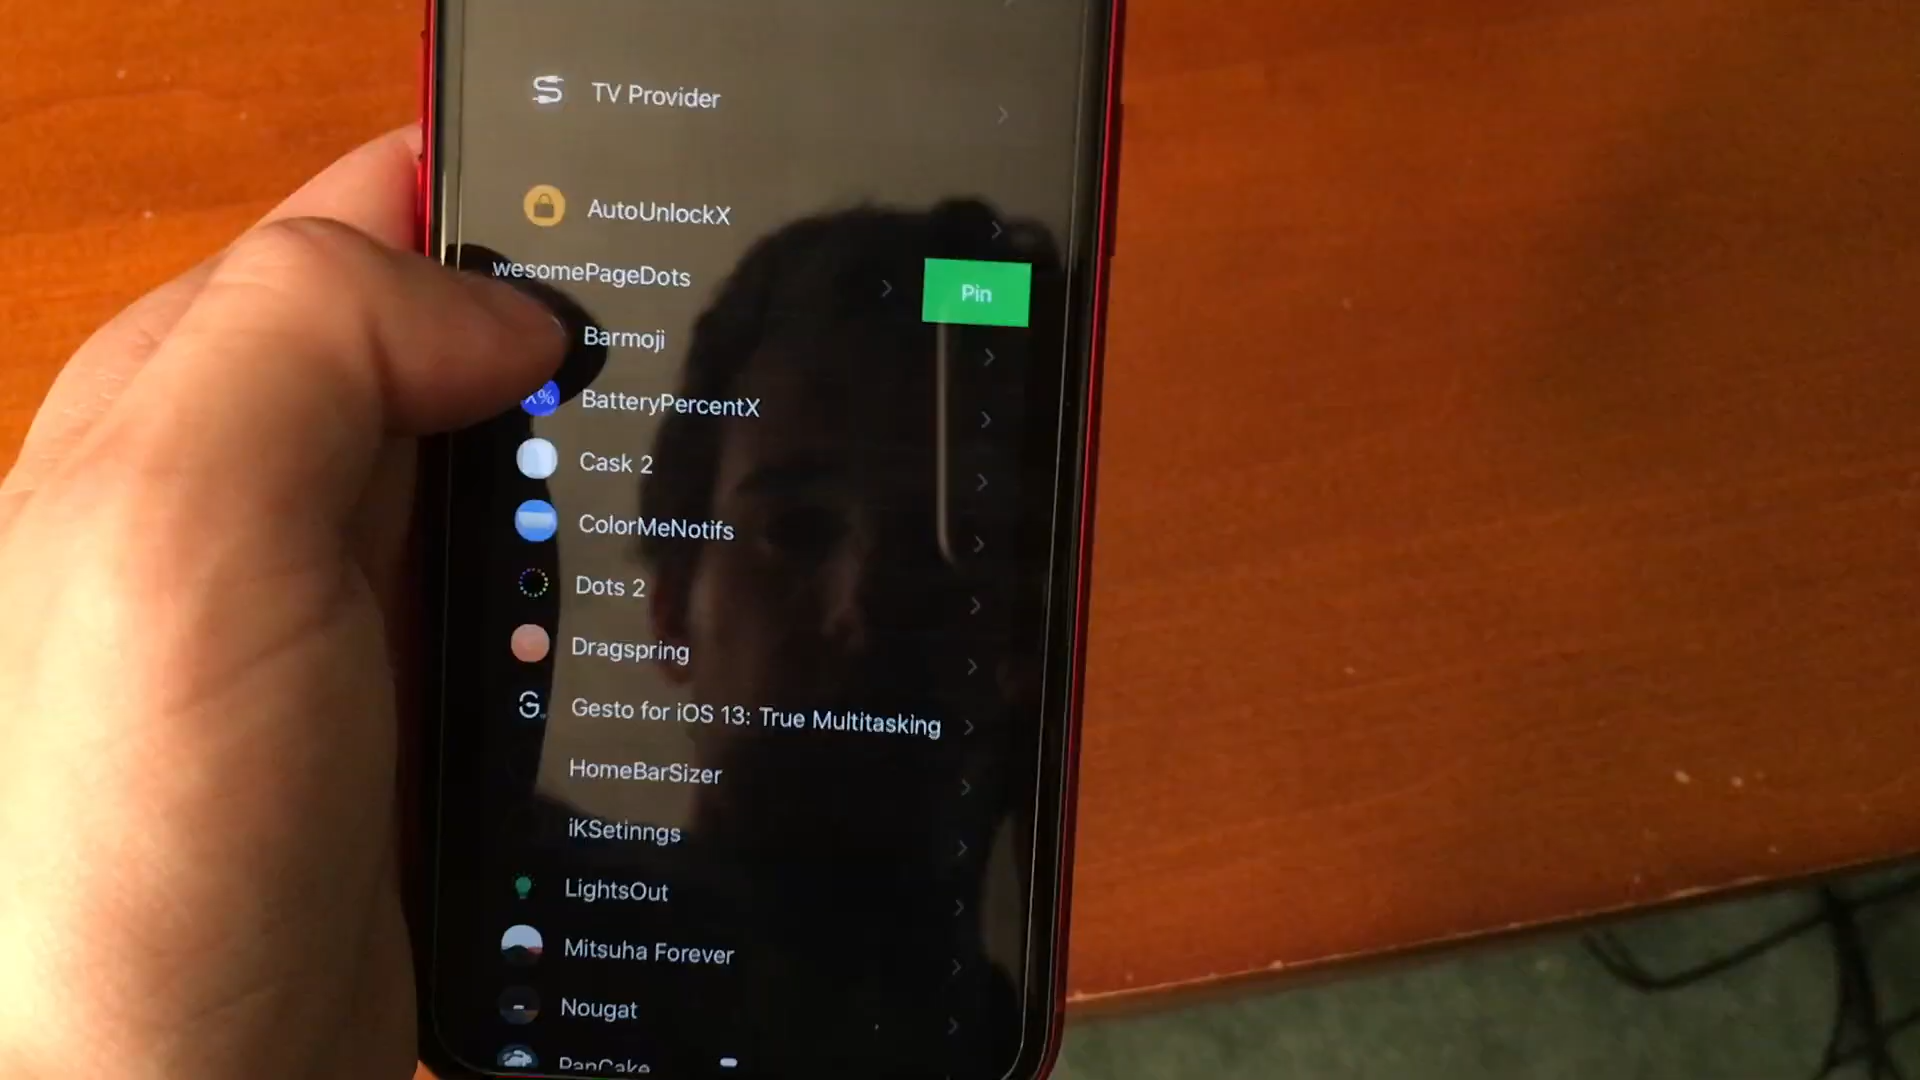 TV Provider
AutoUnlockX
wesomePageDots
Pin
Barmoji
X%
BatteryPercentX
Cask 2
ColorMeNotifs
Dots 2
Dragspring
G
Gesto for iOS 13: True Multitasking
HomeBarSizer
iKSetinngs
LightsOut
Mitsuha Forever
Nougat
PanCake